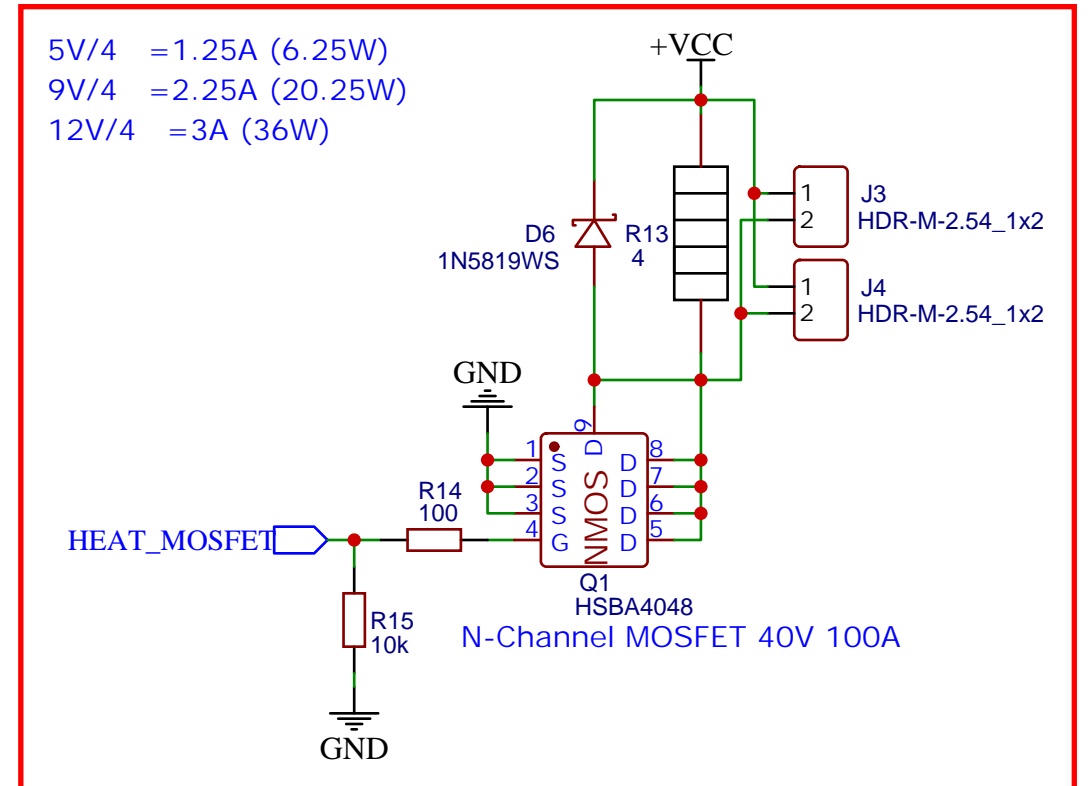 5V/4 =1.25A (6.25W)
9V/4 =2.25A (20.25W)
12V/4 =3A (36W)
+VCC
1
2
J3
HDR-M-2.54_1x2
D6
1N5819WS
R13
4
1
2
J4
HDR-M-2.54_1x2
GND
9
D
1
S
2
S
3
S
4
G
NMOS
D
8
D
7
D
6
D
5
R14
100
HEAT_MOSFET
Q1
HSBA4048
N-Channel MOSFET 40V 100A
R15
10k
GND